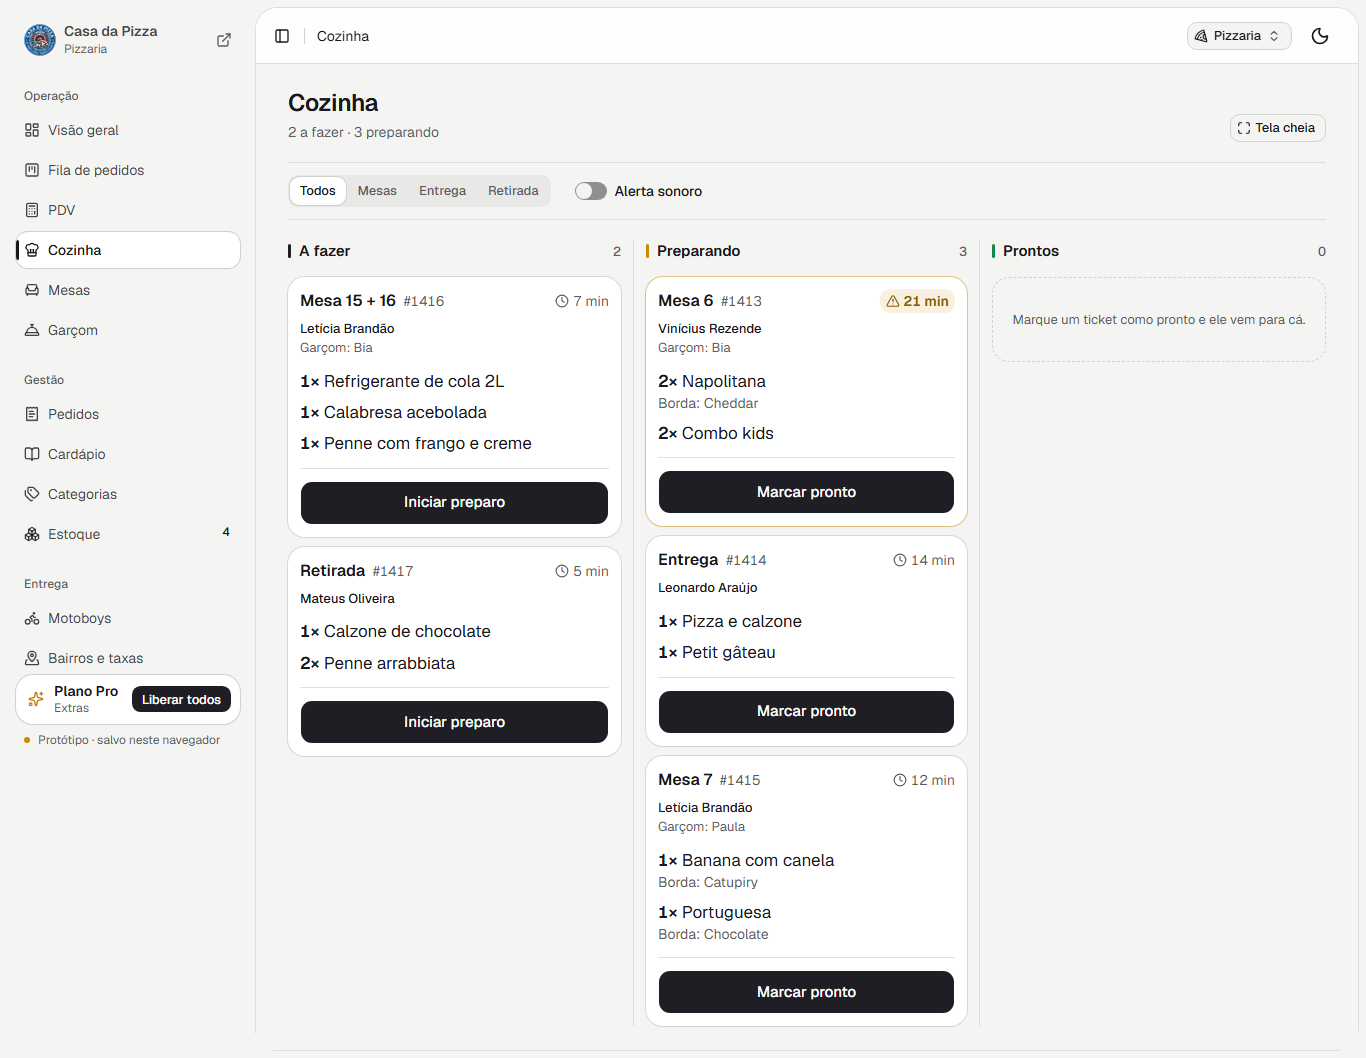 Casa da Pizza
Pizzaria
Operação
Visão geral
Fila de pedidos
PDV
Cozinha
Mesas
Garçom
Gestão
Pedidos
Cardápio
Categorias
Estoque 4
Entrega
Motoboys
Bairros e taxas
Plano Pro
Extras
Liberar todos
Protótipo · salvo neste navegador
Cozinha
Pizzaria
Cozinha
2 a fazer · 3 preparando
Tela cheia
Todos Mesas Entrega Retirada Alerta sonoro
A fazer 2
Mesa 15 + 16 #1416 7 min
Letícia Brandão
Garçom: Bia
1× Refrigerante de cola 2L
1× Calabresa acebolada
1× Penne com frango e creme
Iniciar preparo
Retirada #1417 5 min
Mateus Oliveira
1× Calzone de chocolate
2× Penne arrabbiata
Iniciar preparo
Preparando 3
Mesa 6 #1413 21 min
Vinícius Rezende
Garçom: Bia
2× Napolitana
Borda: Cheddar
2× Combo kids
Marcar pronto
Entrega #1414 14 min
Leonardo Araújo
1× Pizza e calzone
1× Petit gâteau
Marcar pronto
Mesa 7 #1415 12 min
Letícia Brandão
Garçom: Paula
1× Banana com canela
Borda: Catupiry
1× Portuguesa
Borda: Chocolate
Marcar pronto
Prontos 0
Marque um ticket como pronto e ele vem para cá.